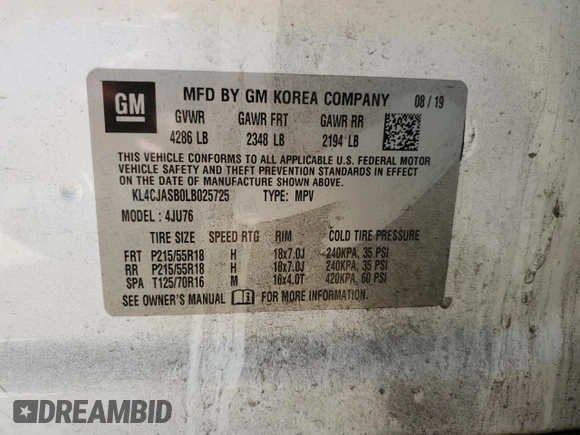 GM
MFD BY GM KOREA COMPANY 08 / 19
GVWR GAWR FRT GAWR RR
4286 LB 2348 LB 2194 LB
THIS VEHICLE CONFORMS TO ALL APPLICABLE U.S. FEDERAL MOTOR
VEHICLE SAFETY AND THEFT PREVENTION STANDARDS IN EFFECT
ON THE DATE OF MANUFACTURE SHOWN ABOVE.
KL4CJASB0LB025725 TYPE: MPV
MODEL : 4JU76
TIRE SIZE SPEED RTG RIM COLD TIRE PRESSURE
FRT P215/55R18 H 18x7.0J 240KPA, 35 PSI
RR P215/55R18 H 18x7.0J 240KPA, 35 PSI
SPA T125/70R16 M 16x4.0T 420KPA, 60 PSI
SEE OWNER'S MANUAL FOR MORE INFORMATION.
DREAMBID